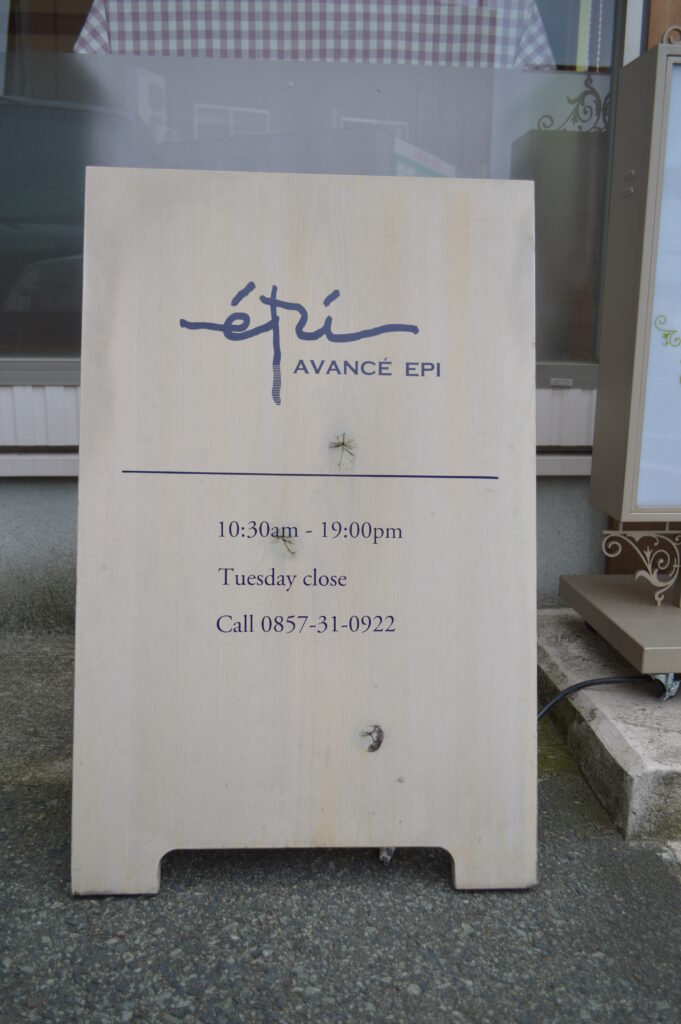 épi
AVANCÉ EPI
10:30am - 19:00pm
Tuesday close
Call 0857-31-0922